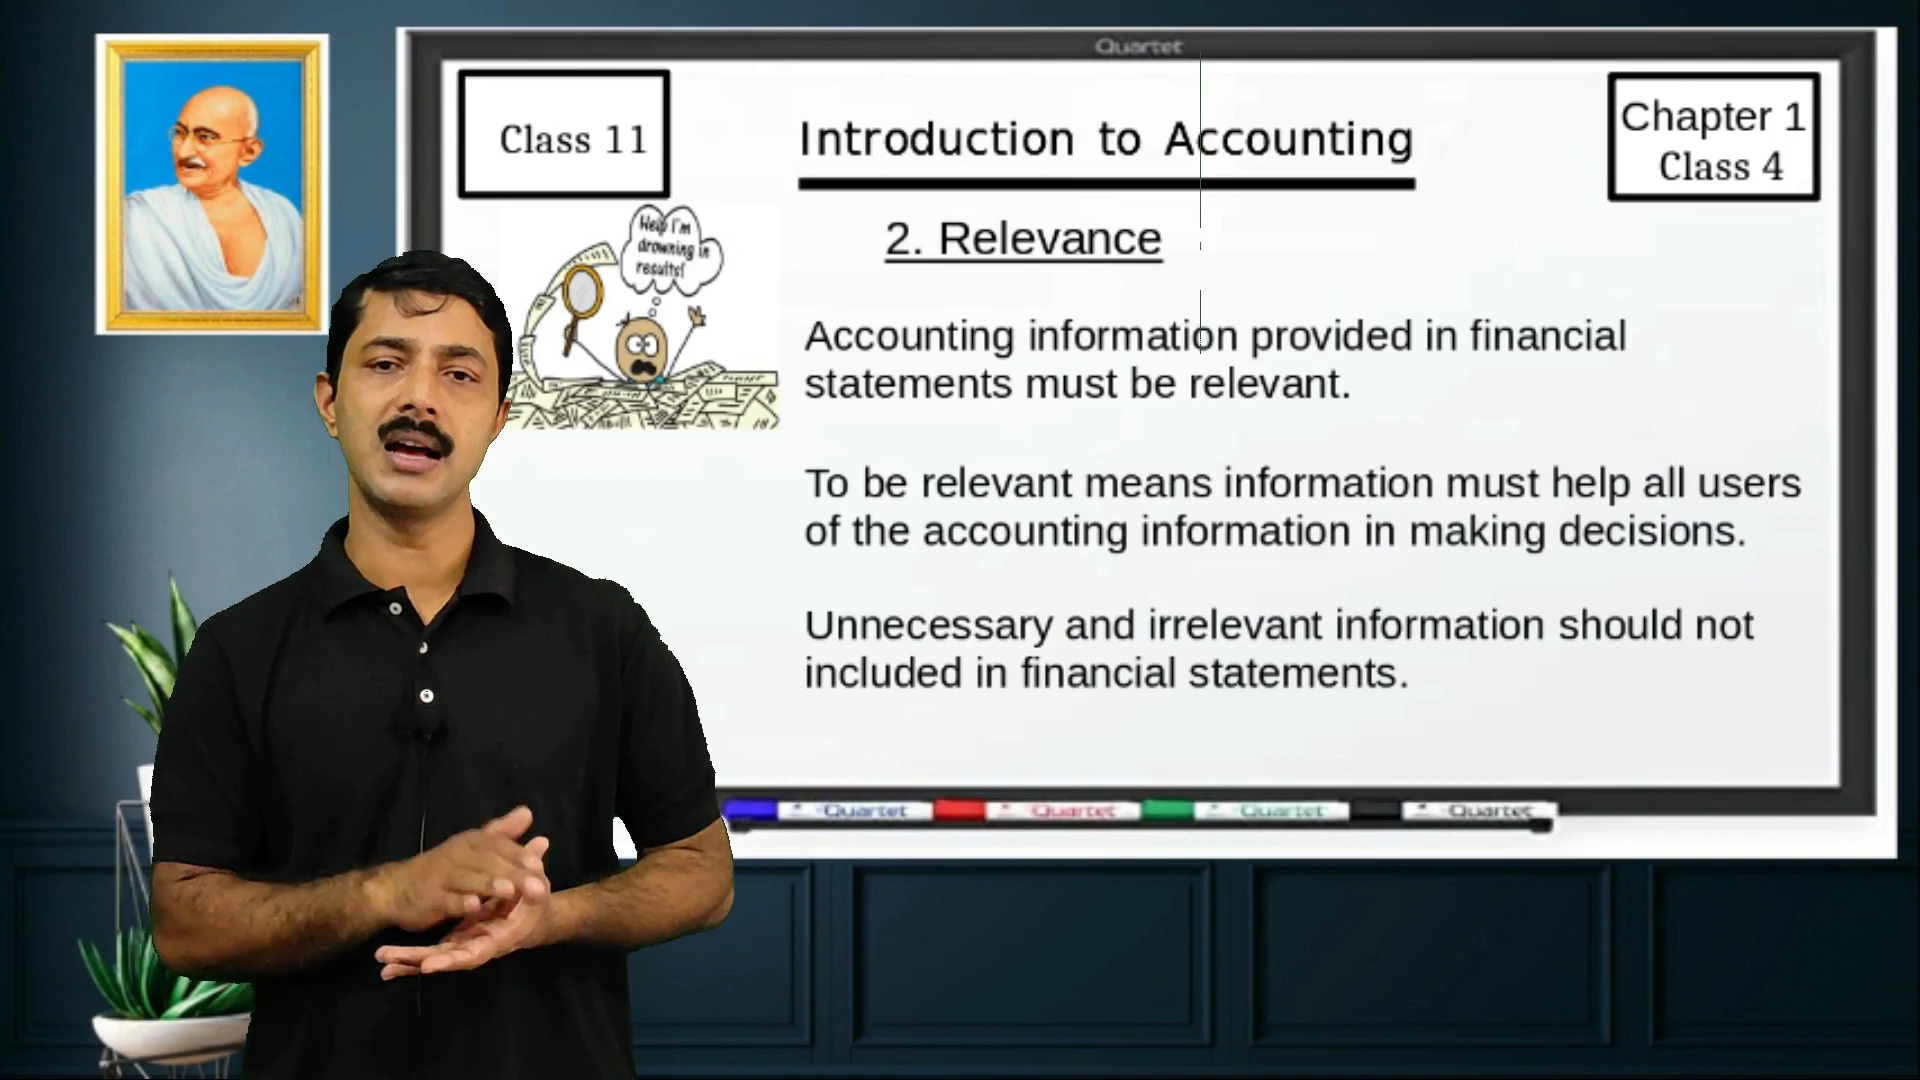 Quartet
Class 11
Introduction to Accounting
Chapter 1
Class 4
2. Relevance
Help I'm
drowning in
results!
Accounting information provided in financial
statements must be relevant.
To be relevant means information must help all users
of the accounting information in making decisions.
Unnecessary and irrelevant information should not
included in financial statements.
Quartet Quartet Quartet Quartet